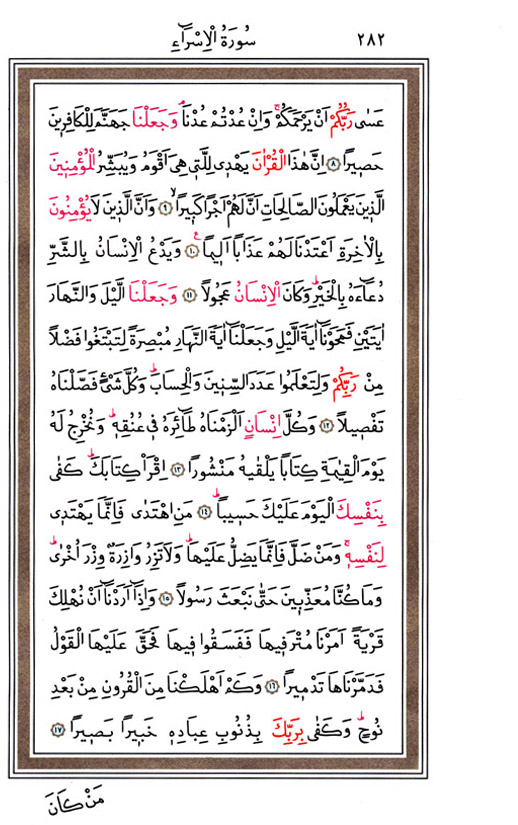 ٢٨٢ سُورَةُ الْاِسْرَٓاءِ
عَسٰى رَبُّكُمْ اَنْ يَرْحَمَكُمْۚ وَاِنْ عُدْتُمْ عُدْنَاۢ وَجَعَلْنَا جَهَنَّمَ لِلْكَافِرٖينَ
حَصٖيرًا ﴿٨﴾ اِنَّ هٰذَا الْقُرْاٰنَ يَهْدٖى لِلَّتٖى هِىَ اَقْوَمُ وَيُبَشِّرُ الْمُؤْمِنٖينَ
الَّذٖينَ يَعْمَلُونَ الصَّالِحَاتِ اَنَّ لَهُمْ اَجْرًا كَبٖيرًاۙ ﴿٩﴾ وَاَنَّ الَّذٖينَ لَا يُؤْمِنُونَ
بِالْاٰخِرَةِ اَعْتَدْنَا لَهُمْ عَذَابًا اَلٖيمًاࣖ ﴿١٠﴾ وَيَدْعُ الْاِنْسَانُ بِالشَّرِّ
دُعَٓاءَهُ بِالْخَيْرِؕ وَكَانَ الْاِنْسَانُ عَجُولًا ﴿١١﴾ وَجَعَلْنَا الَّيْلَ وَالنَّهَارَ
اٰيَتَيْنِ فَمَحَوْنَٓا اٰيَةَ الَّيْلِ وَجَعَلْنَٓا اٰيَةَ النَّهَارِ مُبْصِرَةً لِتَبْتَغُوا فَضْلًا
مِنْ رَبِّكُمْ وَلِتَعْلَمُوا عَدَدَ السِّنٖينَ وَالْحِسَابَؕ وَكُلَّ شَىْءٍ فَصَّلْنَاهُ
تَفْصٖيلًا ﴿١٢﴾ وَكُلَّ اِنْسَانٍ اَلْزَمْنَاهُ طَٓائِرَهُ فٖى عُنُقِهٖؕ وَنُخْرِجُ لَهُ
يَوْمَ الْقِيٰمَةِ كِتَابًا يَلْقٰيهُ مَنْشُورًا ﴿١٣﴾ اِقْرَأْ كِتَابَكَؕ كَفٰى
بِنَفْسِكَ الْيَوْمَ عَلَيْكَ حَسٖيبًاؕ ﴿١٤﴾ مَنِ اهْتَدٰى فَاِنَّمَا يَهْتَدٖى
لِنَفْسِهٖۚ وَمَنْ ضَلَّ فَاِنَّمَا يَضِلُّ عَلَيْهَاؕ وَلَا تَزِرُ وَازِرَةٌ وِزْرَ اُخْرٰىؕ
وَمَا كُنَّا مُعَذِّبٖينَ حَتّٰى نَبْعَثَ رَسُولًا ﴿١٥﴾ وَاِذَٓا اَرَدْنَٓا اَنْ نُهْلِكَ
قَرْيَةً اَمَرْنَا مُتْرَفٖيهَا فَفَسَقُوا فٖيهَا فَحَقَّ عَلَيْهَا الْقَوْلُ
فَدَمَّرْنَاهَا تَدْمٖيرًا ﴿١٦﴾ وَكَمْ اَهْلَكْنَا مِنَ الْقُرُونِ مِنْ بَعْدِ
نُوحٍؕ وَكَفٰى بِرَبِّكَ بِذُنُوبِ عِبَادِهٖ خَبٖيرًا بَصٖيرًا ﴿١٧﴾
مَنْ كَانَ